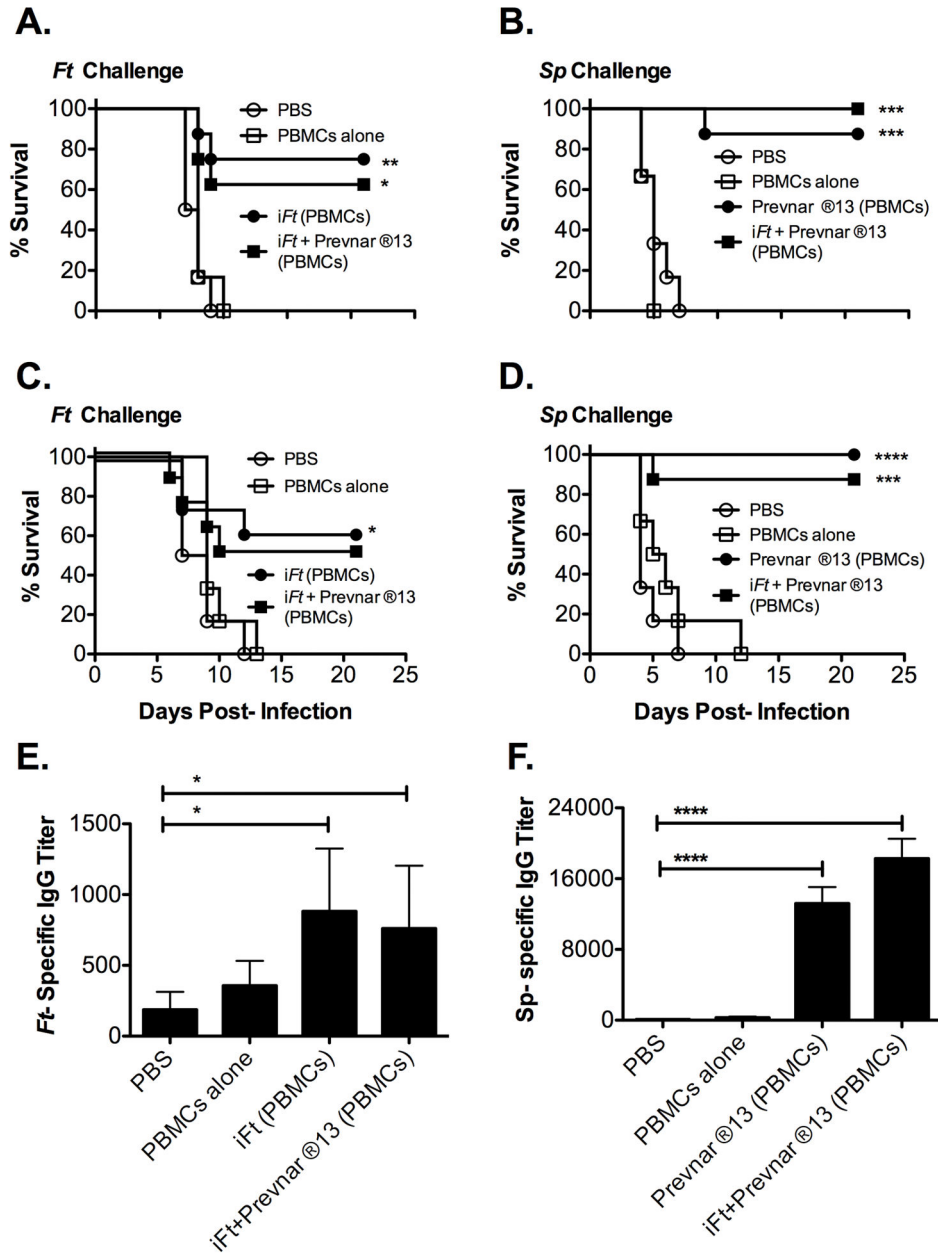 A.
Ft Challenge
% Survival
100
80
60
40
20
0
PBS
PBMCs alone
iFt (PBMCs)
iFt + Prevnar ®13
(PBMCs)
**
*
B.
Sp Challenge
% Survival
100
80
60
40
20
0
PBS
PBMCs alone
Prevnar ®13 (PBMCs)
iFt + Prevnar ®13
(PBMCs)
***
***
C.
Ft Challenge
% Survival
100
80
60
40
20
0
PBS
PBMCs alone
iFt (PBMCs)
iFt + Prevnar ®13
(PBMCs)
*
0 5 10 15 20 25
Days Post- Infection
D.
Sp Challenge
% Survival
100
80
60
40
20
0
PBS
PBMCs alone
Prevnar ®13 (PBMCs)
iFt + Prevnar ®13
(PBMCs)
****
***
0 5 10 15 20 25
Days Post- Infection
E.
Ft- Specific IgG Titer
1500
1000
500
0
*
*
PBS
PBMCs alone
iFt (PBMCs)
iFt+Prevnar ®13 (PBMCs)
F.
Sp- specific IgG Titer
24000
16000
8000
0
****
****
PBS
PBMCs alone
Prevnar ®13 (PBMCs)
iFt+Prevnar ®13 (PBMCs)